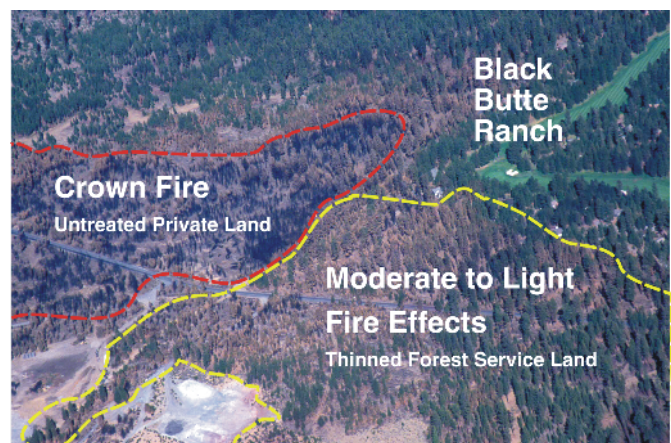 Black
Butte
Ranch
Crown Fire
Untreated Private Land
Moderate to Light
Fire Effects
Thinned Forest Service Land